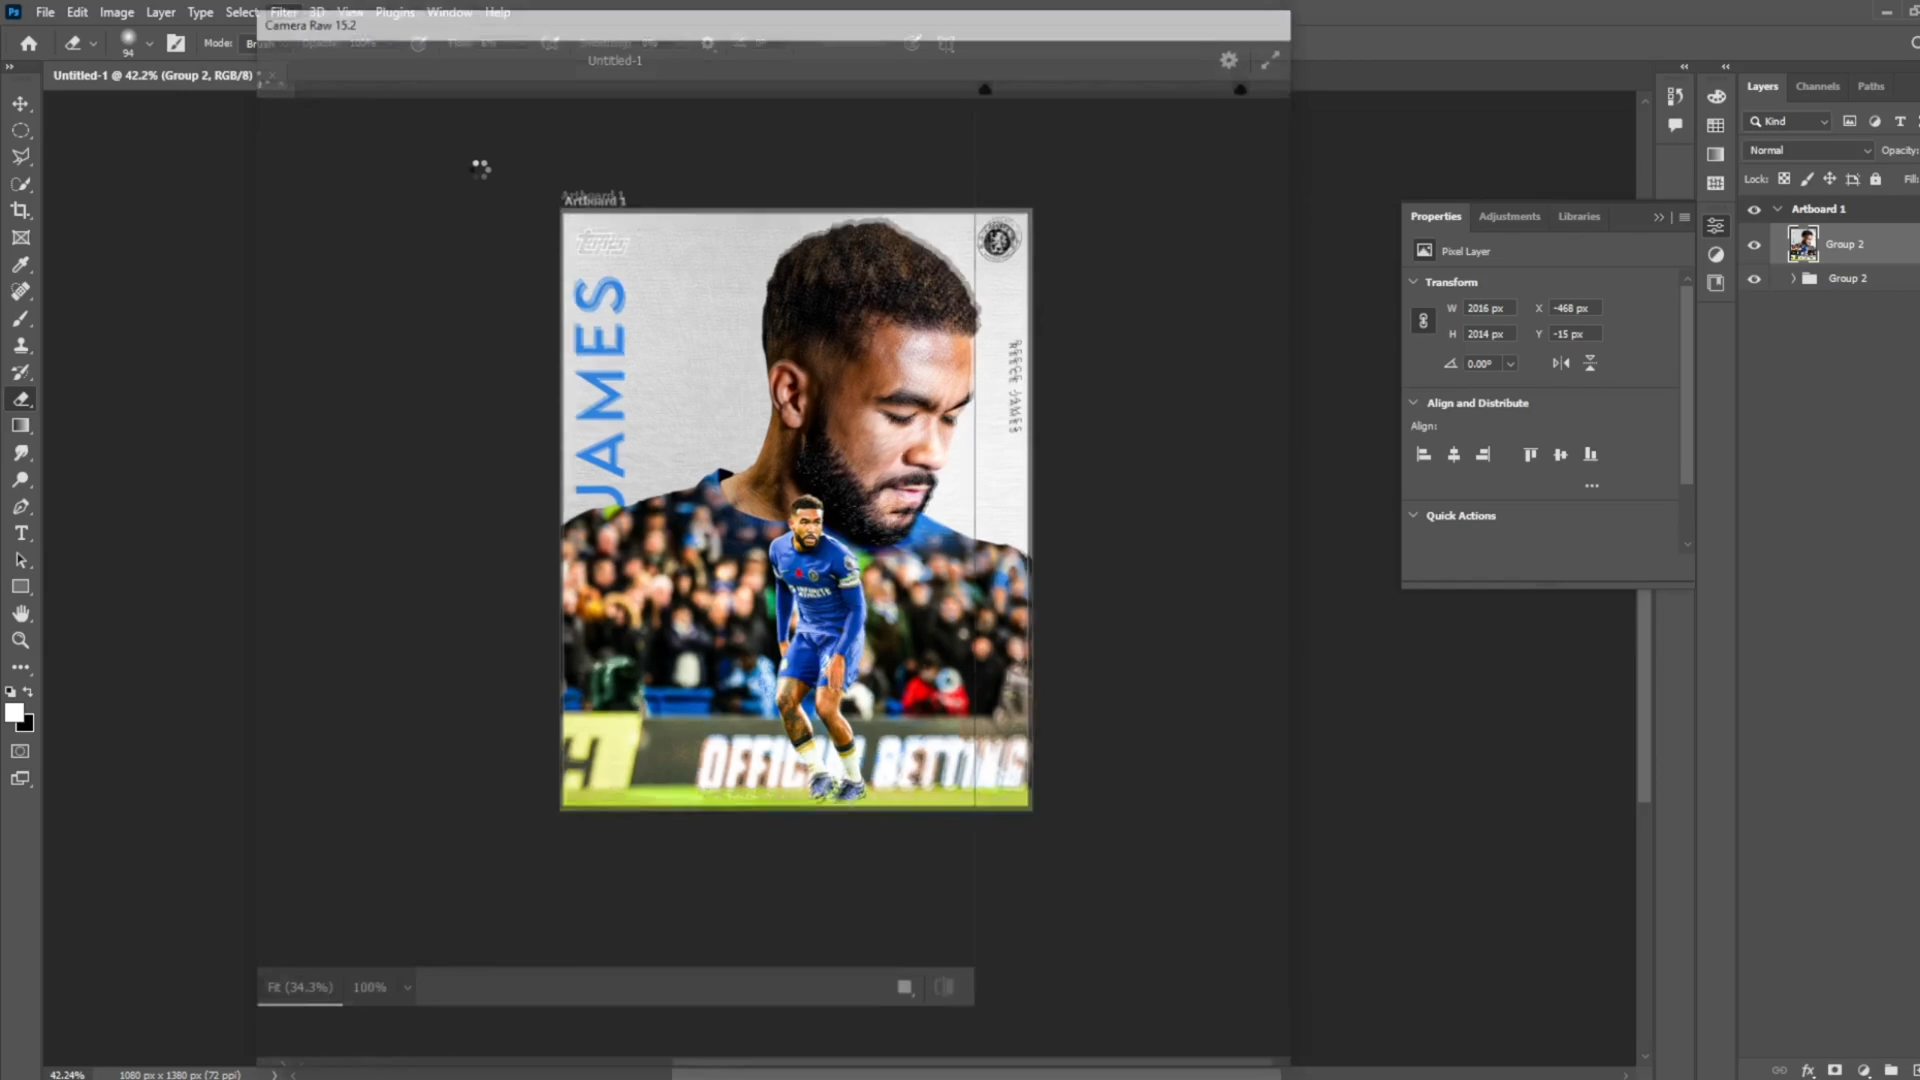 File Edit Image Layer Type Select Filter 3D View Plugins Window Help
Camera Raw 15.2
94
Mode:
Untitled-1
Untitled-1 @ 42.2% (Group 2, RGB/8) *
Artboard 1
Topps
JAMES
REECE JAMES
OFFICIAL BETTING
Fit (34.3%)
100%
42.24%
1080 px x 1380 px (72 ppi)
Properties
Adjustments
Libraries
Pixel Layer
Transform
W 2016 px X -468 px
H 2014 px Y -15 px
0.00°
Align and Distribute
Align:
Quick Actions
Layers
Channels
Paths
Kind
Normal
Opacity:
Lock:
Fill:
Artboard 1
Group 2
Group 2